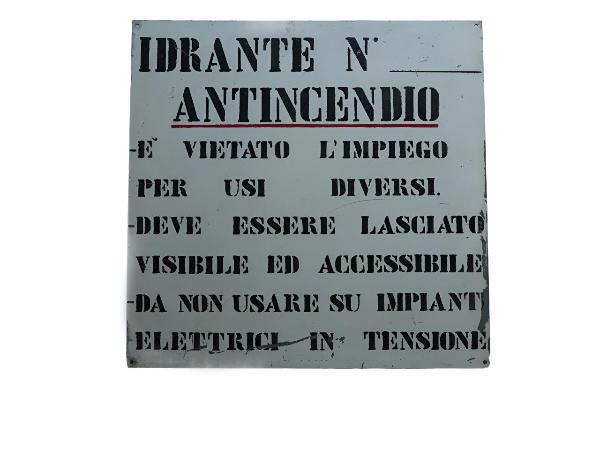 IDRANTE N° ______
ANTINCENDIO
-E` VIETATO L'IMPIEGO
PER USI DIVERSI.
-DEVE ESSERE LASCIATO
VISIBILE ED ACCESSIBILE
-DA NON USARE SU IMPIANTI
ELETTRICI IN TENSIONE